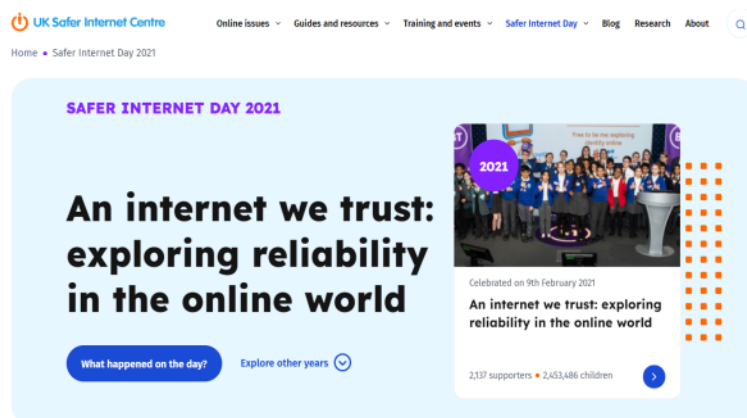 UK Safer Internet Centre
Online issues
Guides and resources
Training and events
Safer Internet Day
Blog
Research
About
Home • Safer Internet Day 2021
SAFER INTERNET DAY 2021
An internet we trust:
exploring reliability
in the online world
What happened on the day?
Explore other years
Free to be me: exploring
identity online
2021
Celebrated on 9th February 2021
An internet we trust: exploring
reliability in the online world
2,137 supporters • 2,453,486 children